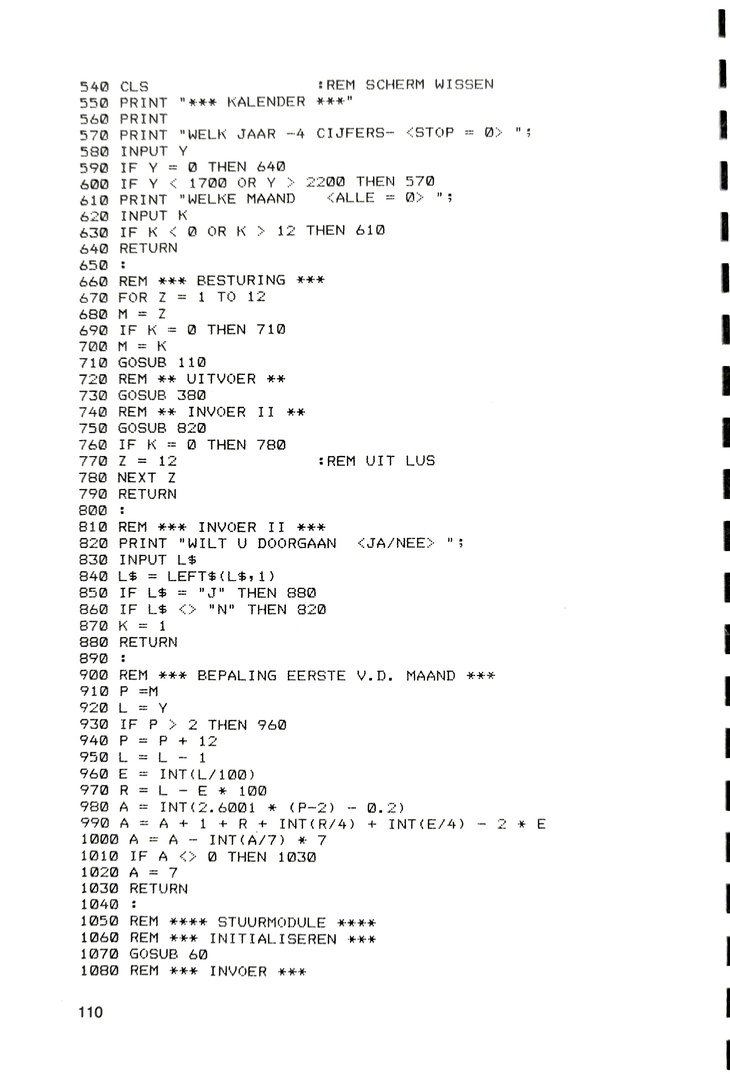 540 CLS                 :REM SCHERM WISSEN
550 PRINT "*** KALENDER ***"
560 PRINT
570 PRINT "WELK JAAR -4 CIJFERS- <STOP = 0> ";
580 INPUT Y
590 IF Y = 0 THEN 640
600 IF Y < 1700 OR Y > 2200 THEN 570
610 PRINT "WELKE MAAND   <ALLE = 0> ";
620 INPUT K
630 IF K < 0 OR K > 12 THEN 610
640 RETURN
650 :
660 REM *** BESTURING ***
670 FOR Z = 1 TO 12
680 M = Z
690 IF K = 0 THEN 710
700 M = K
710 GOSUB 110
720 REM ** UITVOER **
730 GOSUB 380
740 REM ** INVOER II **
750 GOSUB 820
760 IF K = 0 THEN 780
770 Z = 12              :REM UIT LUS
780 NEXT Z
790 RETURN
800 :
810 REM *** INVOER II ***
820 PRINT "WILT U DOORGAAN  <JA/NEE> ";
830 INPUT L$
840 L$ = LEFT$(L$,1)
850 IF L$ = "J" THEN 880
860 IF L$ <> "N" THEN 820
870 K = 1
880 RETURN
890 :
900 REM *** BEPALING EERSTE V.D. MAAND ***
910 P =M
920 L = Y
930 IF P > 2 THEN 960
940 P = P + 12
950 L = L - 1
960 E = INT(L/100)
970 R = L - E * 100
980 A = INT(2.6001 * (P-2) - 0.2)
990 A = A + 1 + R + INT(R/4) + INT(E/4) - 2 * E
1000 A = A - INT(A/7) * 7
1010 IF A <> 0 THEN 1030
1020 A = 7
1030 RETURN
1040 :
1050 REM **** STUURMODULE ****
1060 REM *** INITIALISEREN ***
1070 GOSUB 60
1080 REM *** INVOER ***
110